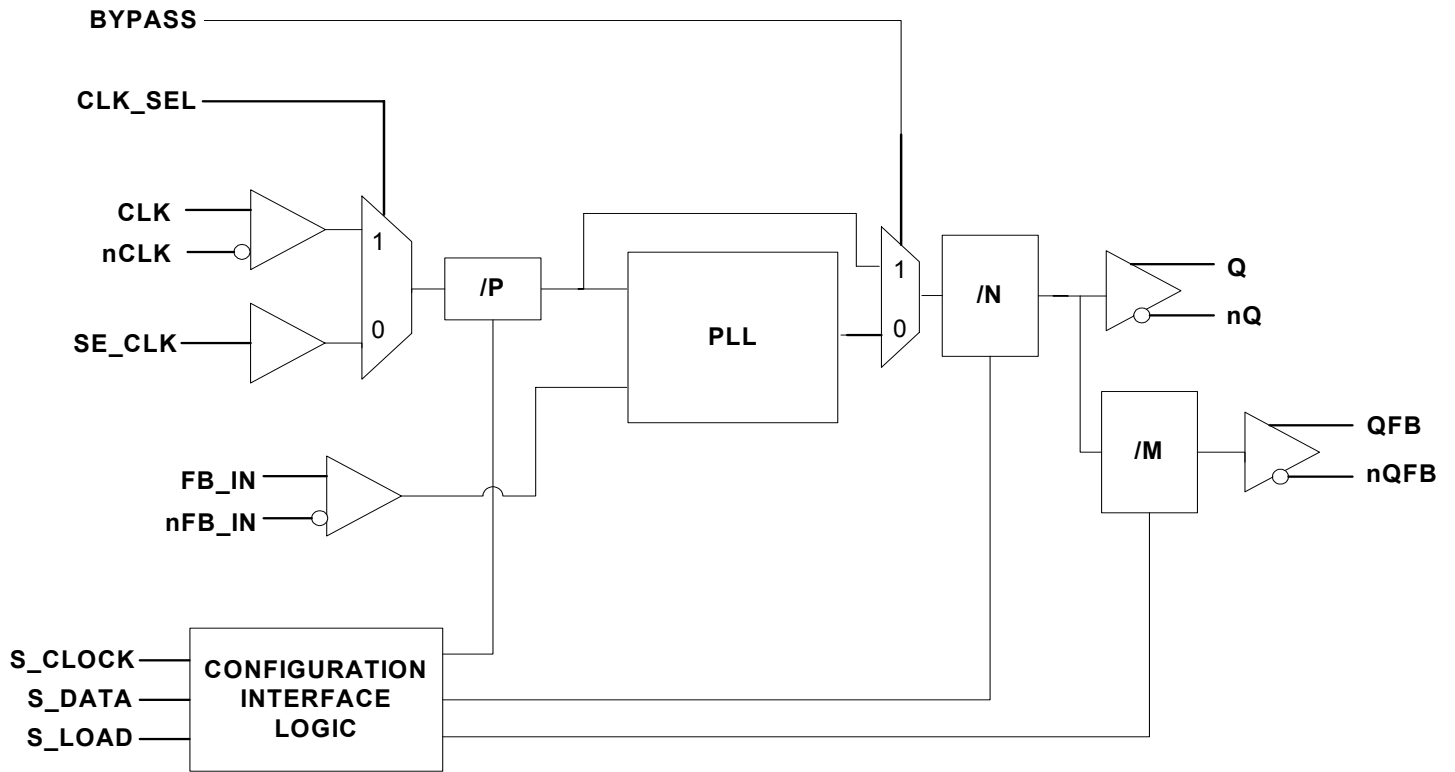 BYPASS
CLK_SEL
CLK
nCLK
SE_CLK
1
0
/P
PLL
1
0
/N
Q
nQ
/M
QFB
nQFB
FB_IN
nFB_IN
S_CLOCK
S_DATA
S_LOAD
CONFIGURATION
INTERFACE
LOGIC